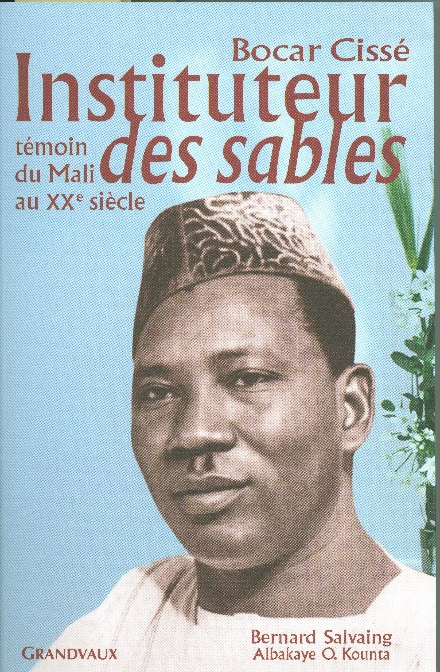 Bocar Cissé
Instituteur
des sables
témoin
du Mali
au XXe siècle
GRANDVAUX
Bernard Salvaing
Albakaye O. Kounta